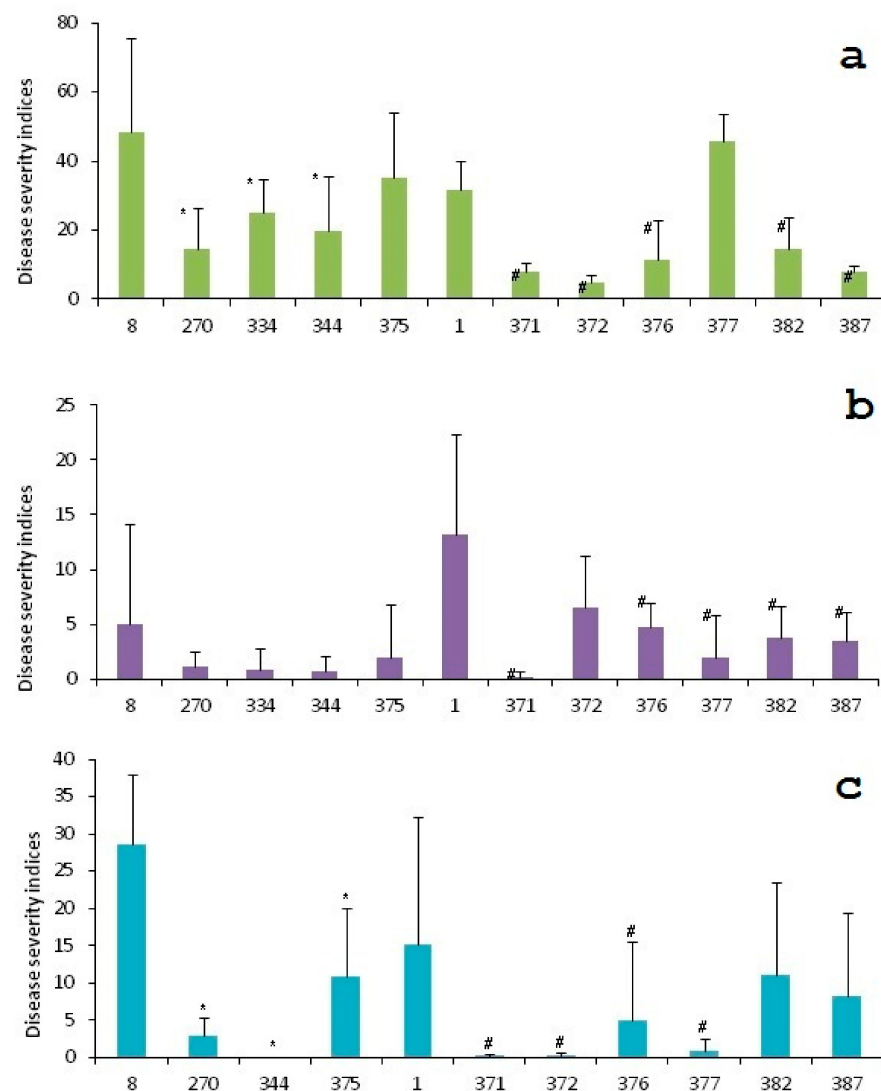 a
Disease severity indices
80
60
40
20
0
* * * # # # # #
8 270 334 344 375 1 371 372 376 377 382 387
b
Disease severity indices
25
20
15
10
5
0
# # # # #
8 270 334 344 375 1 371 372 376 377 382 387
c
Disease severity indices
40
35
30
25
20
15
10
5
0
* * * # # # #
8 270 344 375 1 371 372 376 377 382 387